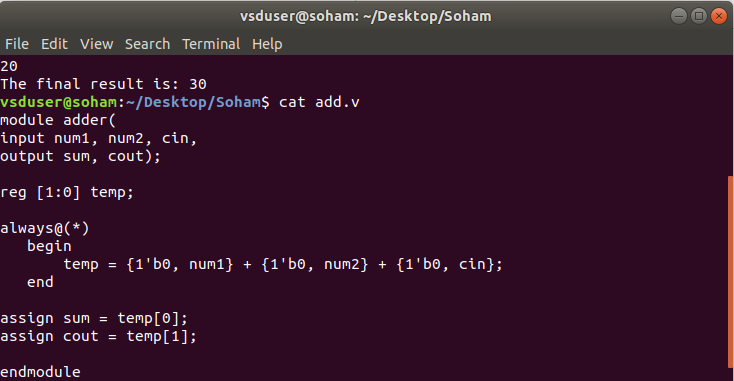 vsduser@soham: ~/Desktop/Soham
File Edit View Search Terminal Help
20
The final result is: 30
vsduser@soham:~/Desktop/Soham$ cat add.v
module adder(
input num1, num2, cin,
output sum, cout);
reg [1:0] temp;
always@(*)
   begin
       temp = {1'b0, num1} + {1'b0, num2} + {1'b0, cin};
   end
assign sum = temp[0];
assign cout = temp[1];
endmodule